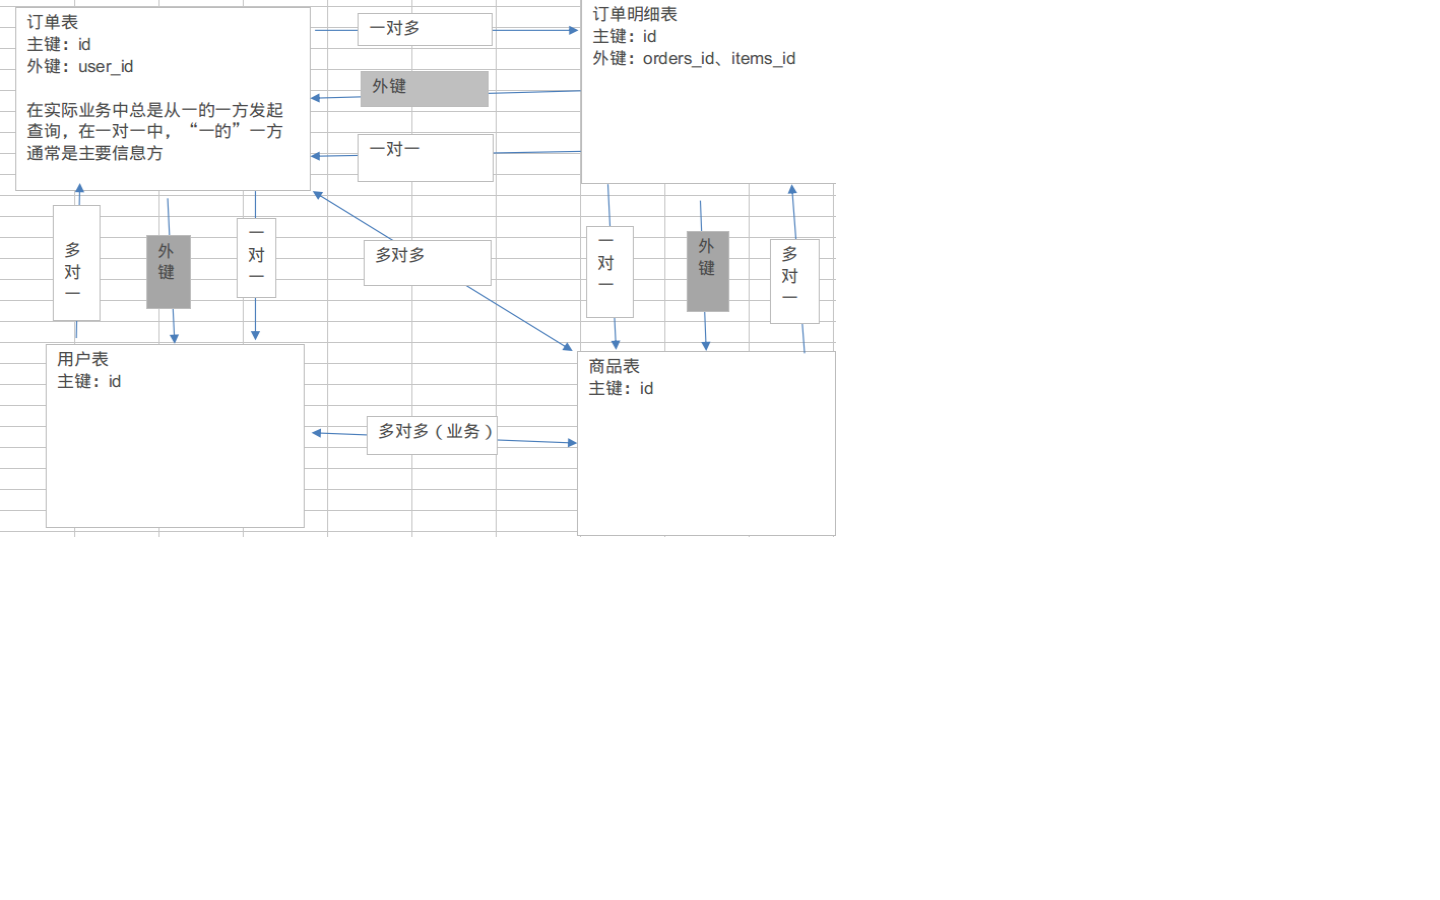 订单表
主键：id
外键：user_id
在实际业务中总是从一的一方发起
查询，在一对一中，“一的”一方
通常是主要信息方
一对多
外键
一对一
订单明细表
主键：id
外键：orders_id、items_id
多
对
一
外
键
一
对
一
多对多
一
对
一
外
键
多
对
一
用户表
主键：id
多对多（业务）
商品表
主键：id